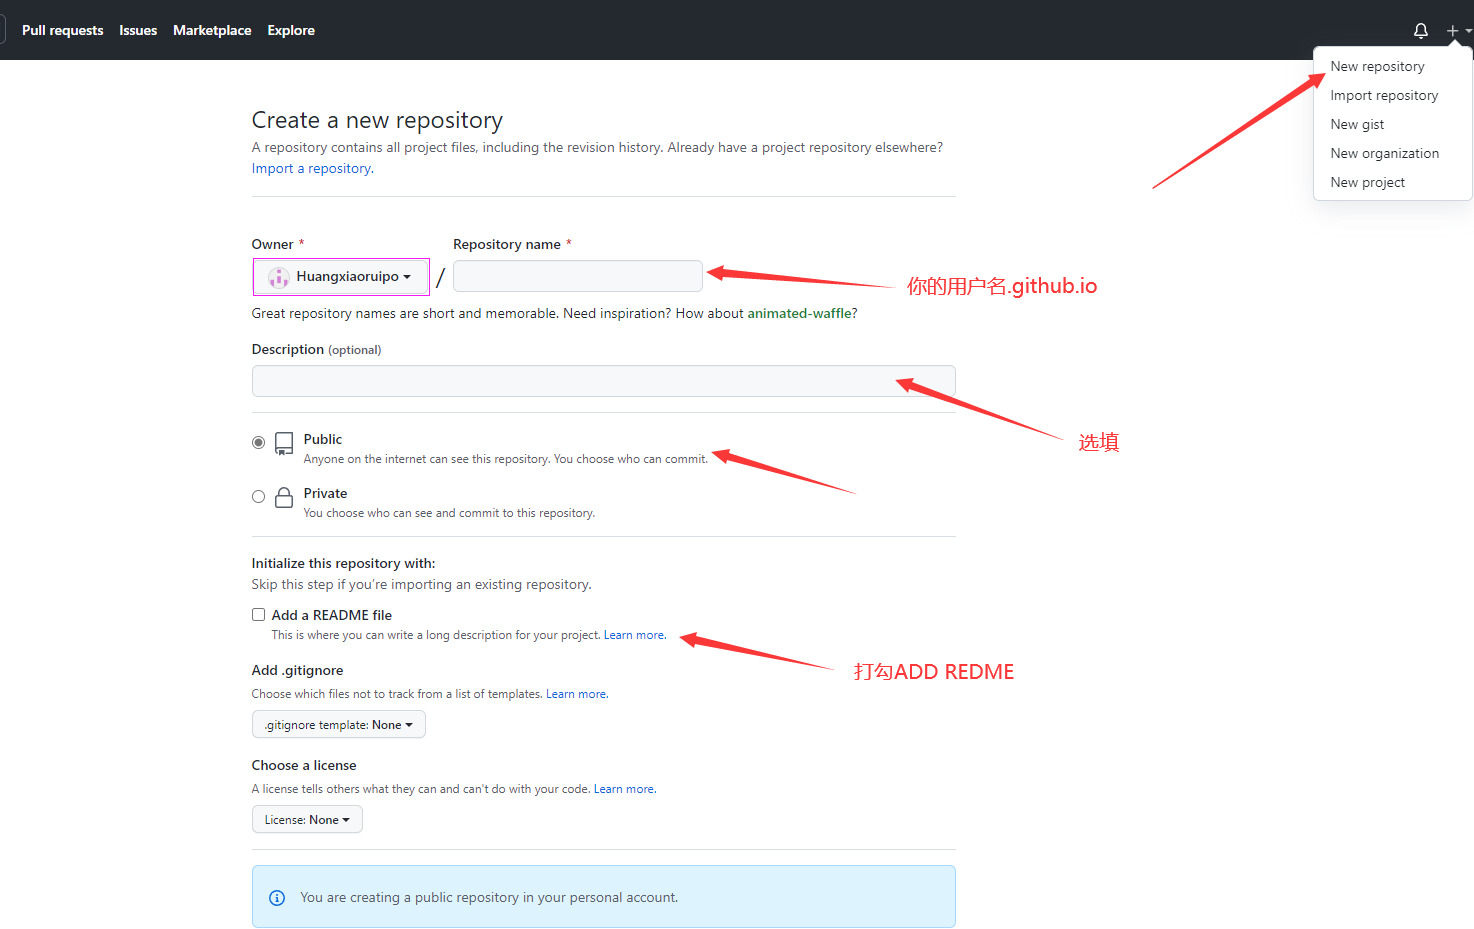 Pull requests Issues Marketplace Explore
New repository
Import repository
New gist
New organization
New project
Create a new repository
A repository contains all project files, including the revision history. Already have a project repository elsewhere?
Import a repository.
Owner * Repository name *
Huangxiaoruipo / 你的用户名.github.io
Great repository names are short and memorable. Need inspiration? How about animated-waffle?
Description (optional)
选填
Public
Anyone on the internet can see this repository. You choose who can commit.
Private
You choose who can see and commit to this repository.
Initialize this repository with:
Skip this step if you're importing an existing repository.
Add a README file
This is where you can write a long description for your project. Learn more.
打勾ADD REDME
Add .gitignore
Choose which files not to track from a list of templates. Learn more.
.gitignore template: None
Choose a license
A license tells others what they can and can't do with your code. Learn more.
License: None
You are creating a public repository in your personal account.